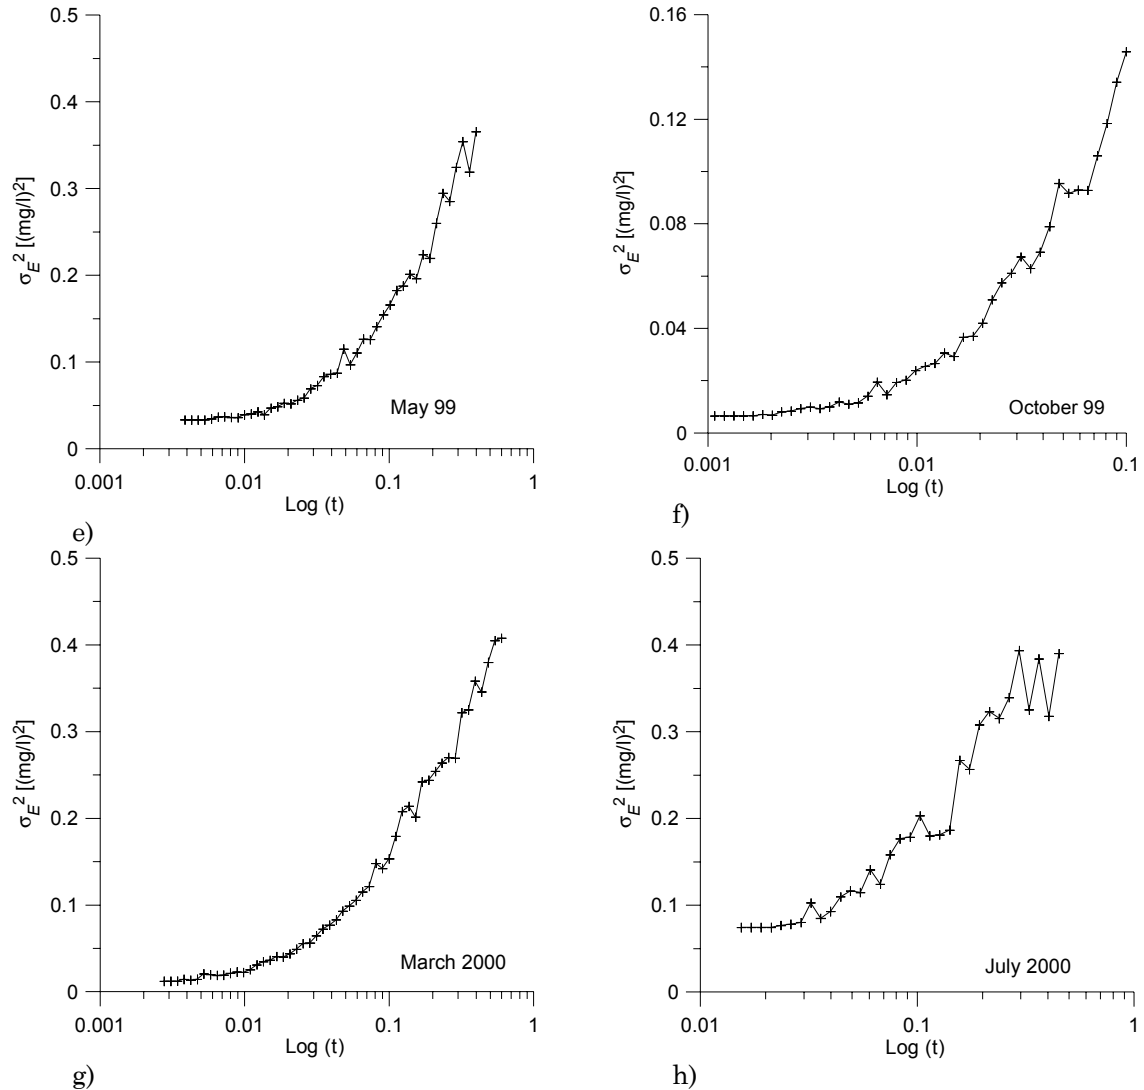 0.5
0.4
0.3
0.2
0.1
0
σE² [(mg/l)²]
0.001
0.01
0.1
1
Log (t)
May 99
e)
0.16
0.12
0.08
0.04
0
σE² [(mg/l)²]
0.001
0.01
0.1
Log (t)
October 99
f)
0.5
0.4
0.3
0.2
0.1
0
σE² [(mg/l)²]
0.001
0.01
0.1
1
Log (t)
March 2000
g)
0.5
0.4
0.3
0.2
0.1
0
σE² [(mg/l)²]
0.01
0.1
1
Log (t)
July 2000
h)